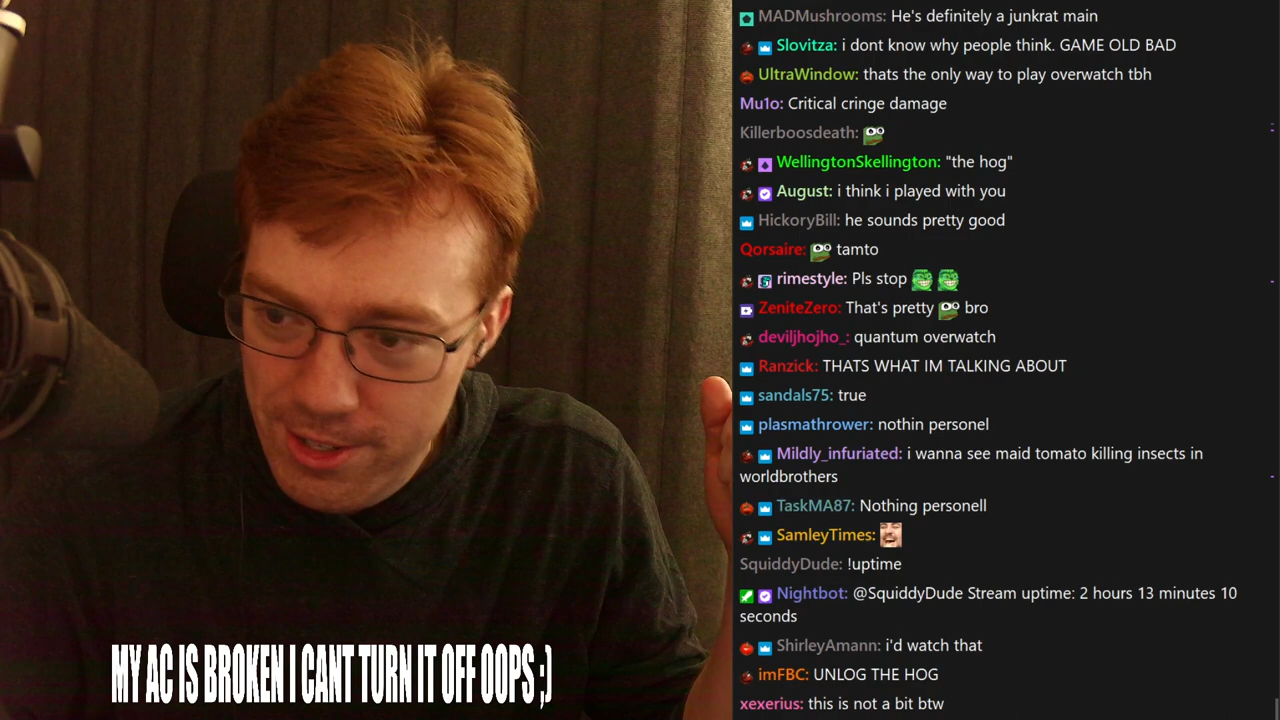 MADMushrooms: He's definitely a junkrat main
Slovitza: i dont know why people think. GAME OLD BAD
UltraWindow: thats the only way to play overwatch tbh
Mu1o: Critical cringe damage
Killerboosdeath:
WellingtonSkellington: "the hog"
August: i think i played with you
HickoryBill: he sounds pretty good
Qorsaire: tamto
rimestyle: Pls stop
ZeniteZero: That's pretty bro
deviljhojho_: quantum overwatch
Ranzick: THATS WHAT IM TALKING ABOUT
sandals75: true
plasmathrower: nothin personel
Mildly_infuriated: i wanna see maid tomato killing insects in
worldbrothers
TaskMA87: Nothing personell
SamleyTimes:
SquiddyDude: !uptime
Nightbot: @SquiddyDude Stream uptime: 2 hours 13 minutes 10
seconds
ShirleyAmann: i'd watch that
imFBC: UNLOG THE HOG
xexerius: this is not a bit btw
MY AC IS BROKEN I CANT TURN IT OFF OOPS ;)